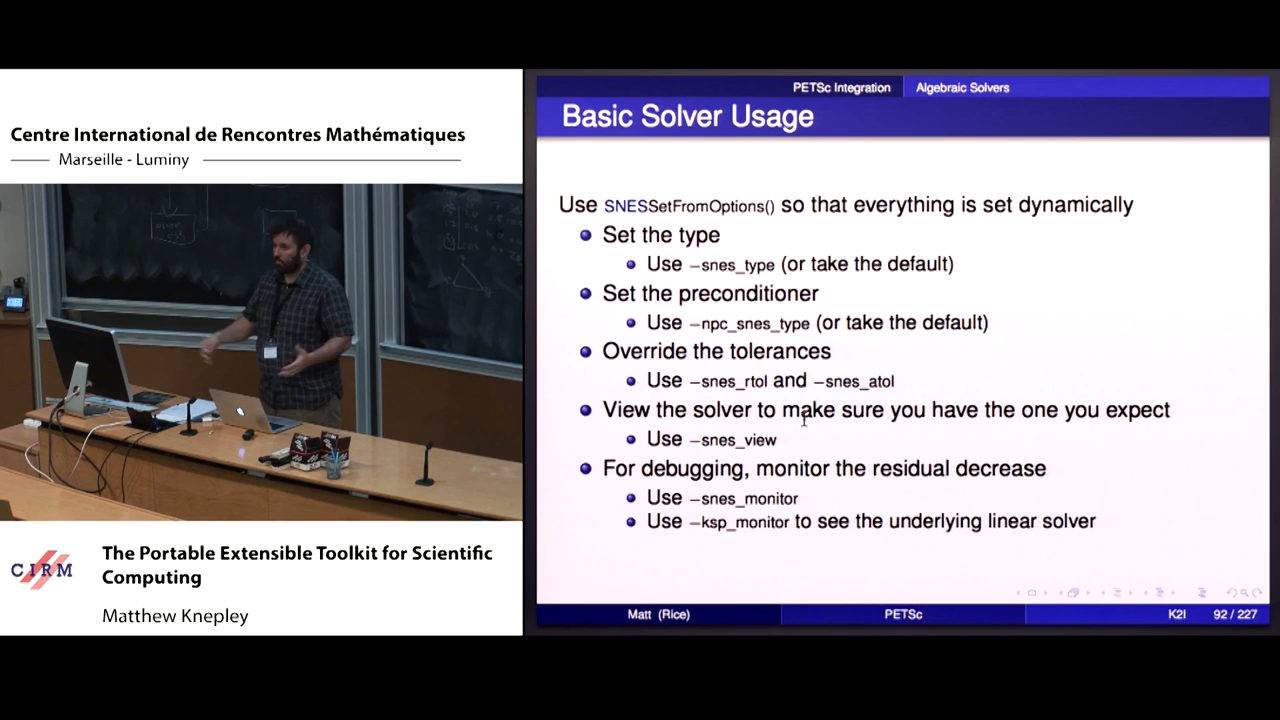 Centre International de Rencontres Mathématiques
Marseille - Luminy
CIRM
The Portable Extensible Toolkit for Scientific
Computing
Matthew Knepley
PETSc Integration
Algebraic Solvers
Basic Solver Usage
Use SNESSetFromOptions() so that everything is set dynamically
Set the type
Use –snes_type (or take the default)
Set the preconditioner
Use –npc_snes_type (or take the default)
Override the tolerances
Use –snes_rtol and –snes_atol
View the solver to make sure you have the one you expect
Use –snes_view
For debugging, monitor the residual decrease
Use –snes_monitor
Use –ksp_monitor to see the underlying linear solver
Matt (Rice)
PETSc
K2I
92 / 227